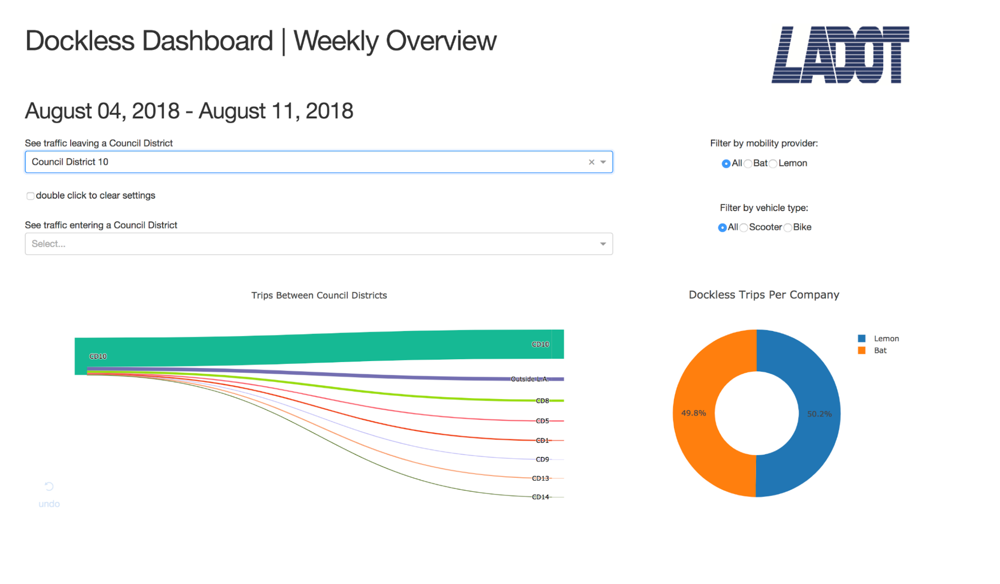 Dockless Dashboard | Weekly Overview
LADOT
August 04, 2018 - August 11, 2018
See traffic leaving a Council District
Council District 10
double click to clear settings
See traffic entering a Council District
Select...
Filter by mobility provider:
All Bat Lemon
Filter by vehicle type:
All Scooter Bike
Trips Between Council Districts
CD10
CD10
Outside L.A.
CD8
CD5
CD1
CD9
CD13
CD14
undo
Dockless Trips Per Company
Lemon
Bat
49.8%
50.2%